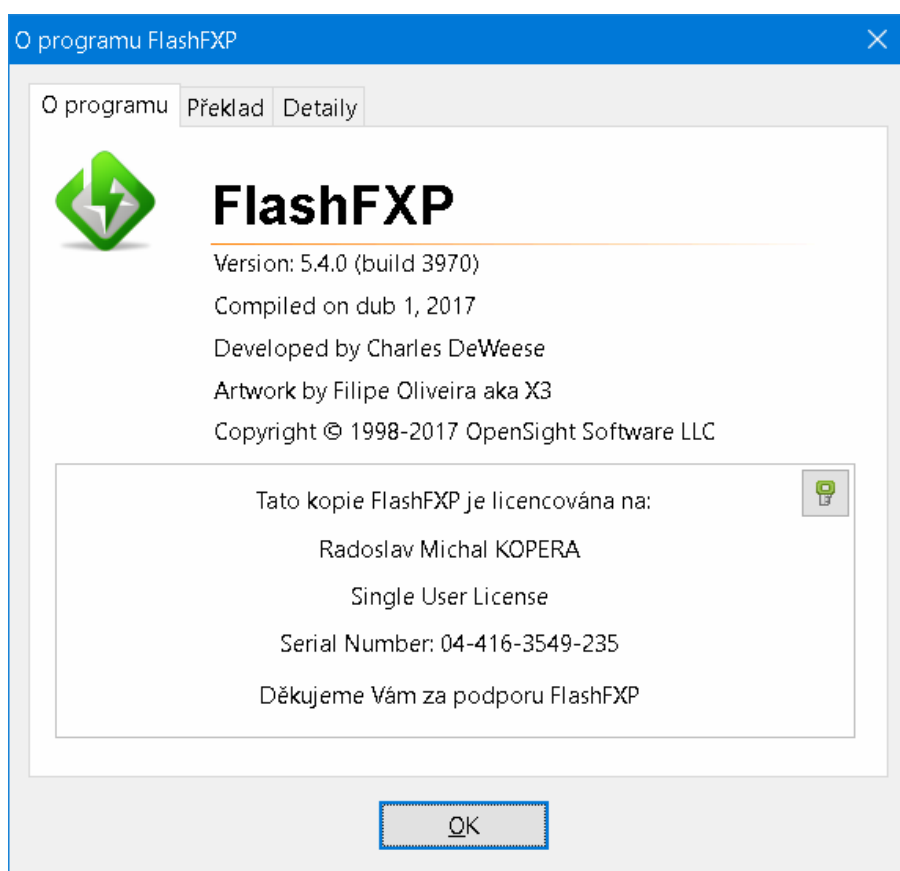 O programu FlashFXP
O programu Překlad Detaily
FlashFXP
Version: 5.4.0 (build 3970)
Compiled on dub 1, 2017
Developed by Charles DeWeese
Artwork by Filipe Oliveira aka X3
Copyright © 1998-2017 OpenSight Software LLC
Tato kopie FlashFXP je licencována na:
Radoslav Michal KOPERA
Single User License
Serial Number: 04-416-3549-235
Děkujeme Vám za podporu FlashFXP
OK